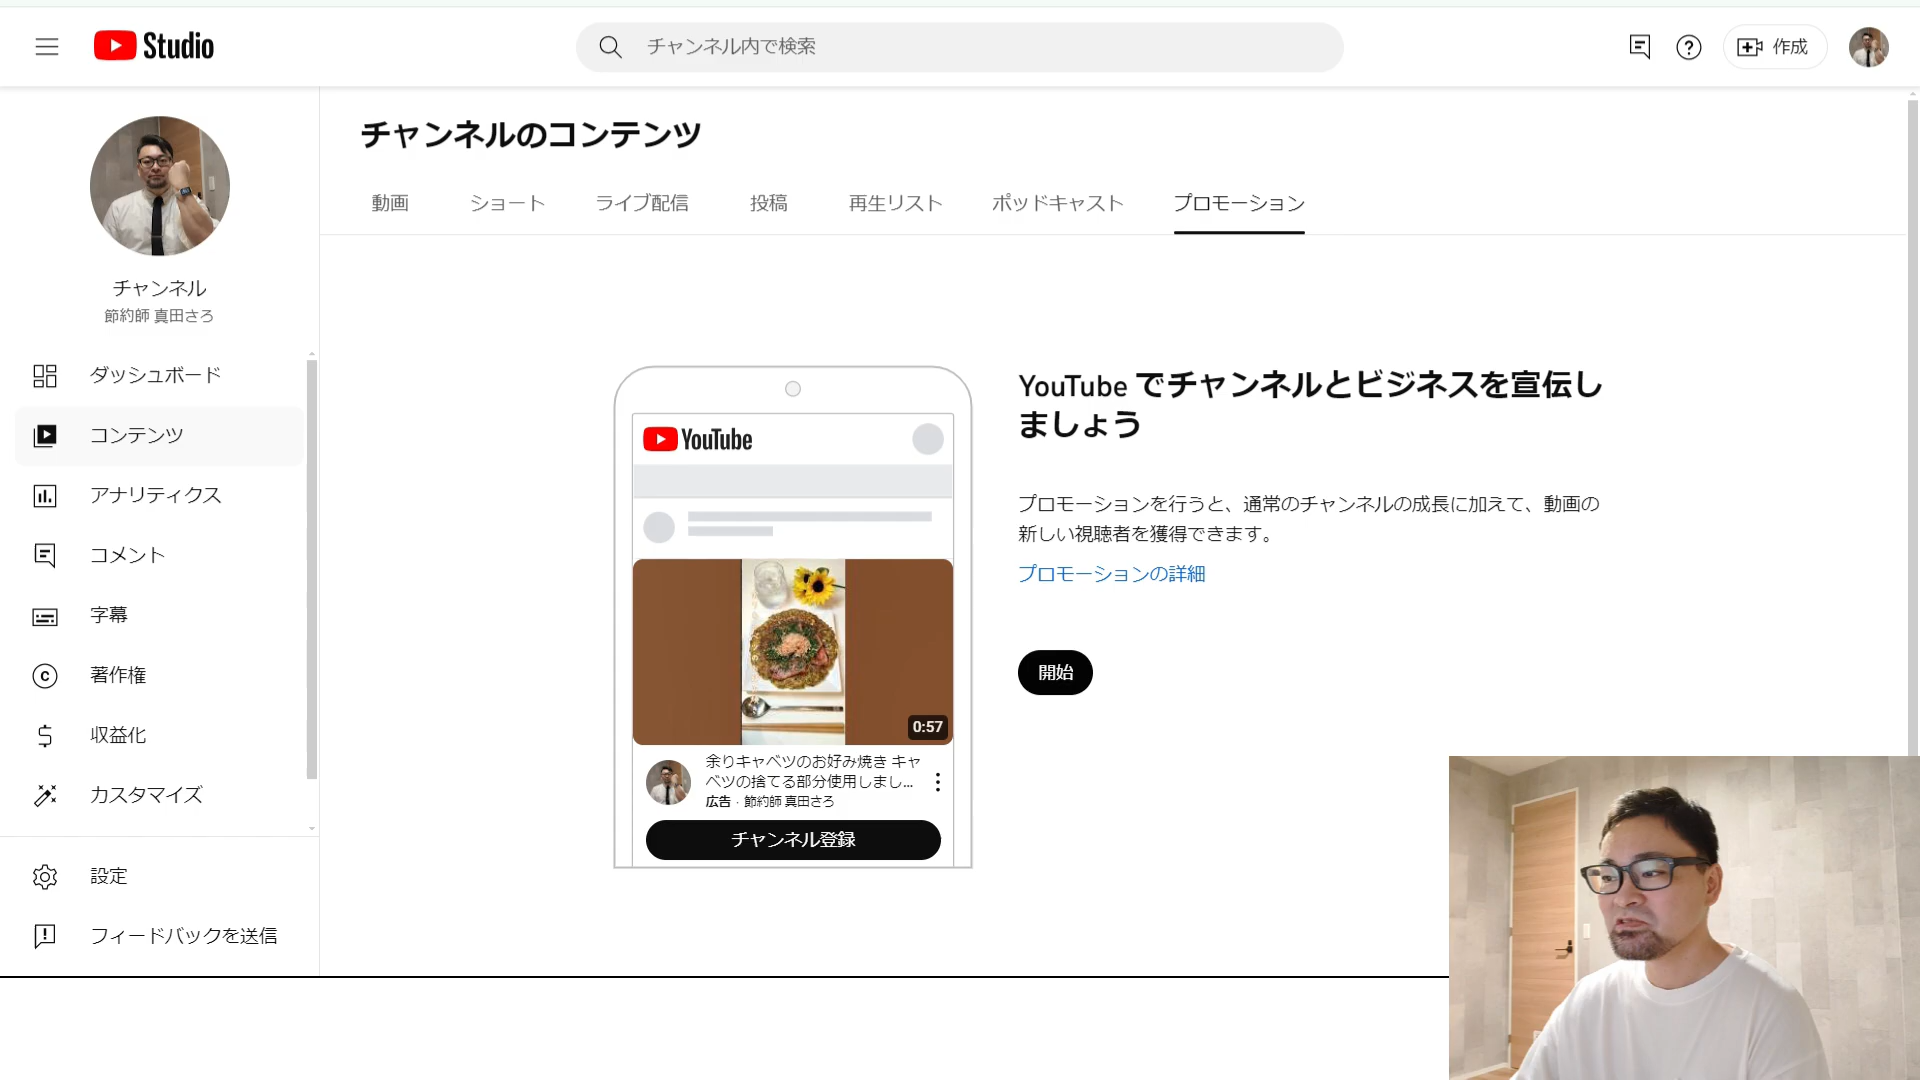 Studio
チャンネル内で検索
作成
チャンネル
節約師 真田さろ
ダッシュボード
コンテンツ
アナリティクス
コメント
字幕
著作権
収益化
カスタマイズ
設定
フィードバックを送信
チャンネルのコンテンツ
動画
ショート
ライブ配信
投稿
再生リスト
ポッドキャスト
プロモーション
YouTube
0:57
余りキャベツのお好み焼き キャ
ベツの捨てる部分使用しまし...
広告 · 節約師 真田さろ
チャンネル登録
YouTube でチャンネルとビジネスを宣伝し
ましょう
プロモーションを行うと、通常のチャンネルの成長に加えて、動画の
新しい視聴者を獲得できます。
プロモーションの詳細
開始